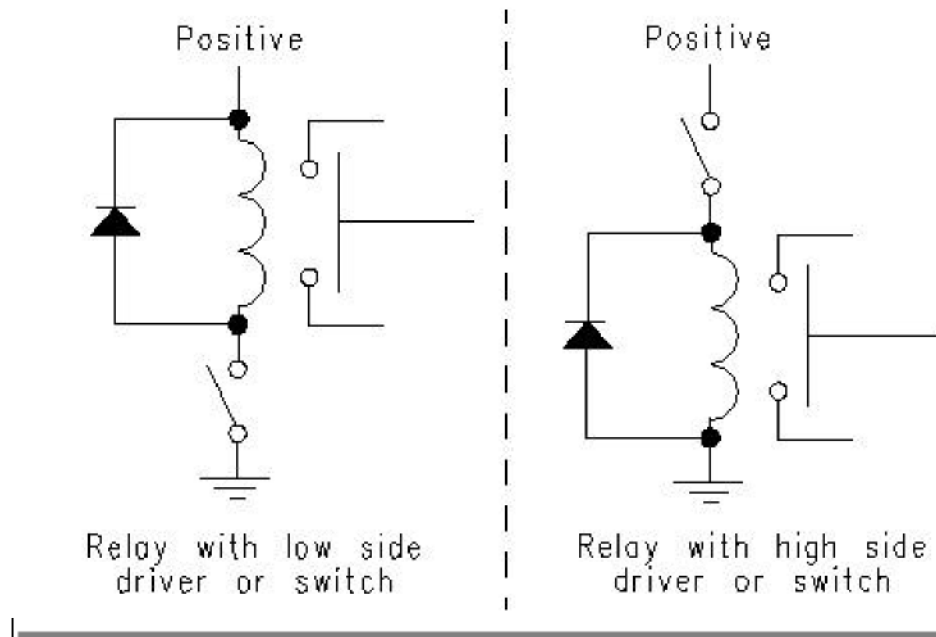 Positive
Relay with low side
driver or switch
Positive
Relay with high side
driver or switch